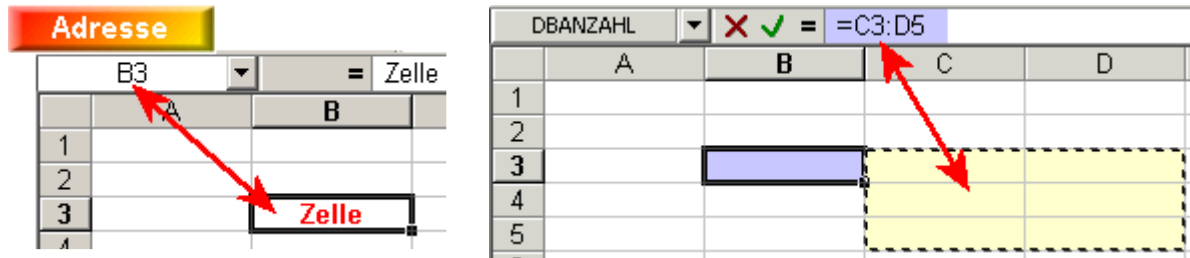 Adresse
B3 = Zelle
A B
1
2
3 Zelle
4
DBANZAHL = =C3:D5
A B C D
1
2
3
4
5